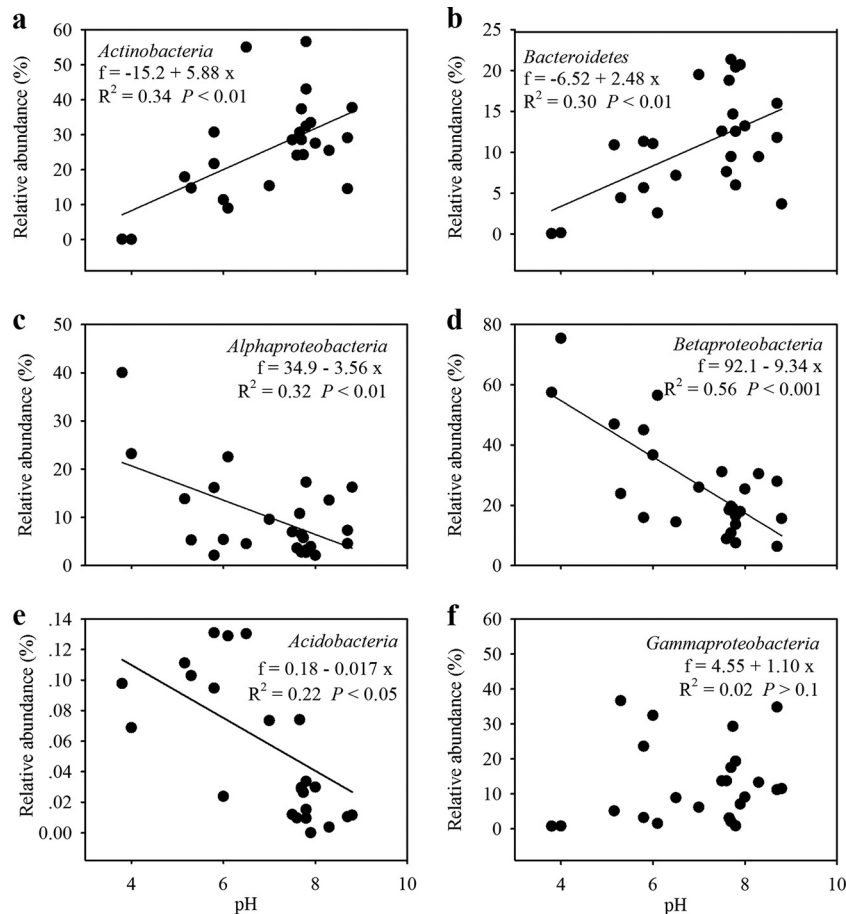 a
Relative abundance (%)
60
50
40
30
20
10
0
Actinobacteria
f = -15.2 + 5.88 x
R² = 0.34 P < 0.01
b
Relative abundance (%)
25
20
15
10
5
0
Bacteroidetes
f = -6.52 + 2.48 x
R² = 0.30 P < 0.01
c
Relative abundance (%)
50
40
30
20
10
0
Alphaproteobacteria
f = 34.9 - 3.56 x
R² = 0.32 P < 0.01
d
Relative abundance (%)
80
60
40
20
0
Betaproteobacteria
f = 92.1 - 9.34 x
R² = 0.56 P < 0.001
e
Relative abundance (%)
.14
0.12
0.10
.08
.06
.04
.02
0.00
Acidobacteria
f = 0.18 - 0.017 x
R² = 0.22 P < 0.05
4 6 8 10
pH
f
Relative abundance (%)
60
50
40
30
20
10
0
Gammaproteobacteria
f = 4.55 + 1.10 x
R² = 0.02 P > 0.1
4 6 8 10
pH